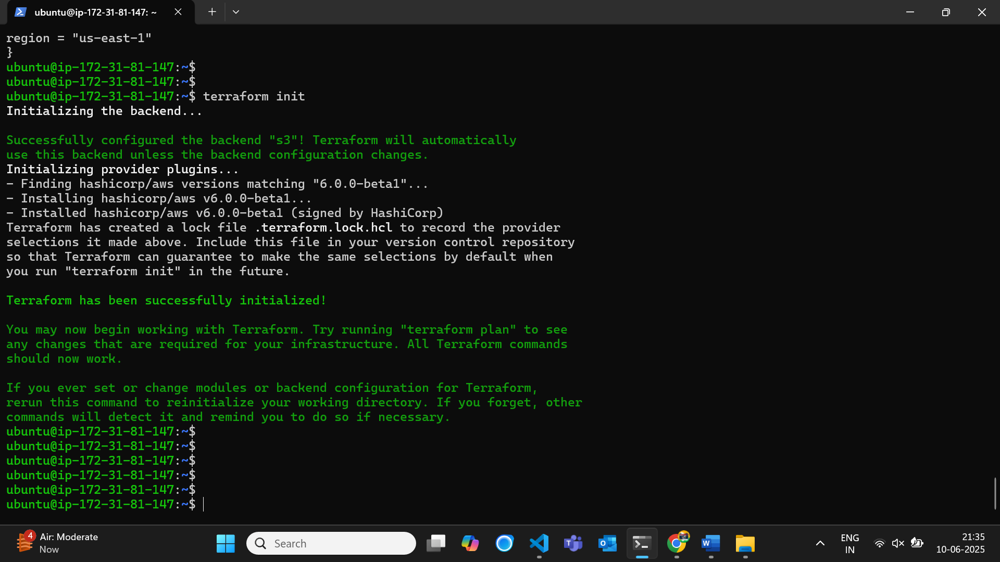 ubuntu@ip-172-31-81-147: ~
region = "us-east-1"
}
ubuntu@ip-172-31-81-147:~$
ubuntu@ip-172-31-81-147:~$
ubuntu@ip-172-31-81-147:~$ terraform init
Initializing the backend...
Successfully configured the backend "s3"! Terraform will automatically
use this backend unless the backend configuration changes.
Initializing provider plugins...
- Finding hashicorp/aws versions matching "6.0.0-beta1"...
- Installing hashicorp/aws v6.0.0-beta1...
- Installed hashicorp/aws v6.0.0-beta1 (signed by HashiCorp)
Terraform has created a lock file .terraform.lock.hcl to record the provider
selections it made above. Include this file in your version control repository
so that Terraform can guarantee to make the same selections by default when
you run "terraform init" in the future.
Terraform has been successfully initialized!
You may now begin working with Terraform. Try running "terraform plan" to see
any changes that are required for your infrastructure. All Terraform commands
should now work.
If you ever set or change modules or backend configuration for Terraform,
rerun this command to reinitialize your working directory. If you forget, other
commands will detect it and remind you to do so if necessary.
ubuntu@ip-172-31-81-147:~$
ubuntu@ip-172-31-81-147:~$
ubuntu@ip-172-31-81-147:~$
ubuntu@ip-172-31-81-147:~$
ubuntu@ip-172-31-81-147:~$
ubuntu@ip-172-31-81-147:~$
4
Air: Moderate
Now
Search
ENG
IN
21:35
10-06-2025